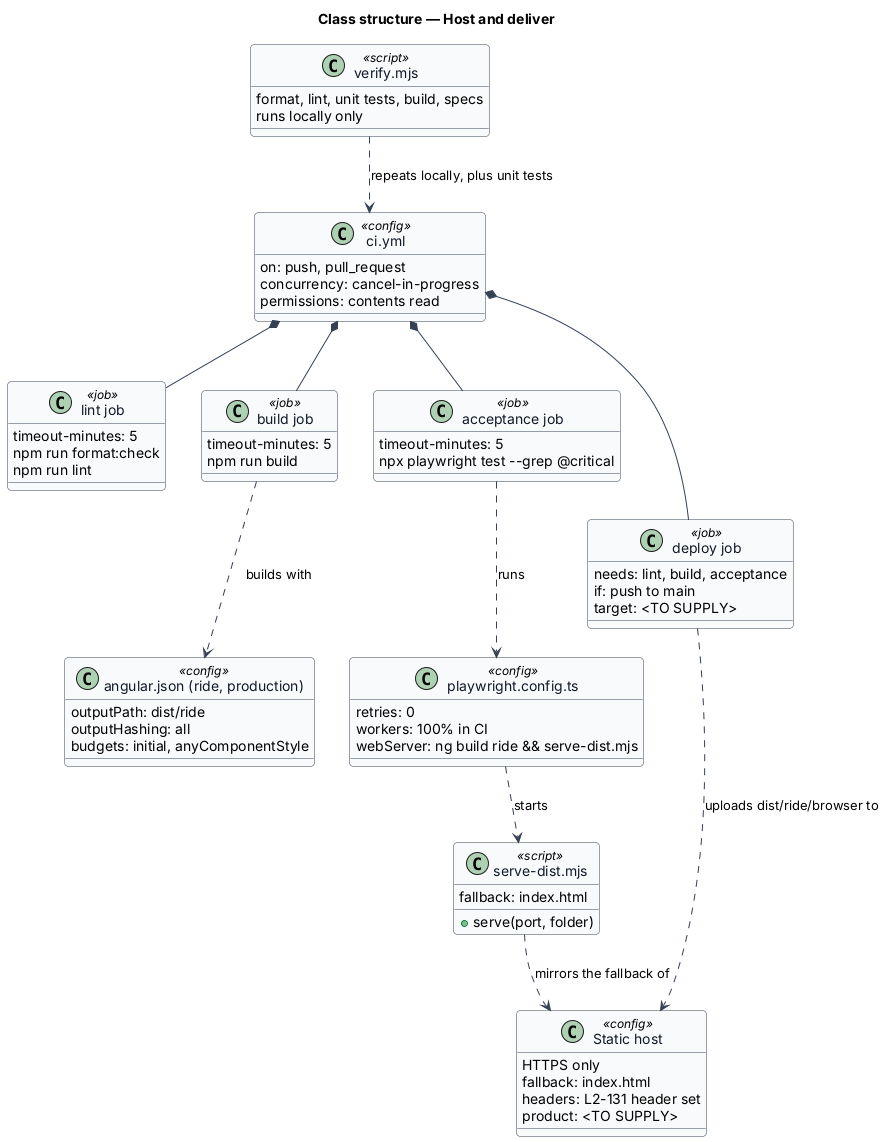 Class structure — Host and deliver
«script»
C verify.mjs
format, lint, unit tests, build, specs
runs locally only
repeats locally, plus unit tests
«config»
C ci.yml
on: push, pull_request
concurrency: cancel-in-progress
permissions: contents read
«job»
C lint job
timeout-minutes: 5
npm run format:check
npm run lint
«job»
C build job
timeout-minutes: 5
npm run build
«job»
C acceptance job
timeout-minutes: 5
npx playwright test --grep @critical
«job»
C deploy job
needs: lint, build, acceptance
if: push to main
target: <TO SUPPLY>
builds with
runs
«config»
C angular.json (ride, production)
outputPath: dist/ride
outputHashing: all
budgets: initial, anyComponentStyle
«config»
C playwright.config.ts
retries: 0
workers: 100% in CI
webServer: ng build ride && serve-dist.mjs
starts
uploads dist/ride/browser to
«script»
C serve-dist.mjs
fallback: index.html
serve(port, folder)
mirrors the fallback of
«config»
C Static host
HTTPS only
fallback: index.html
headers: L2-131 header set
product: <TO SUPPLY>